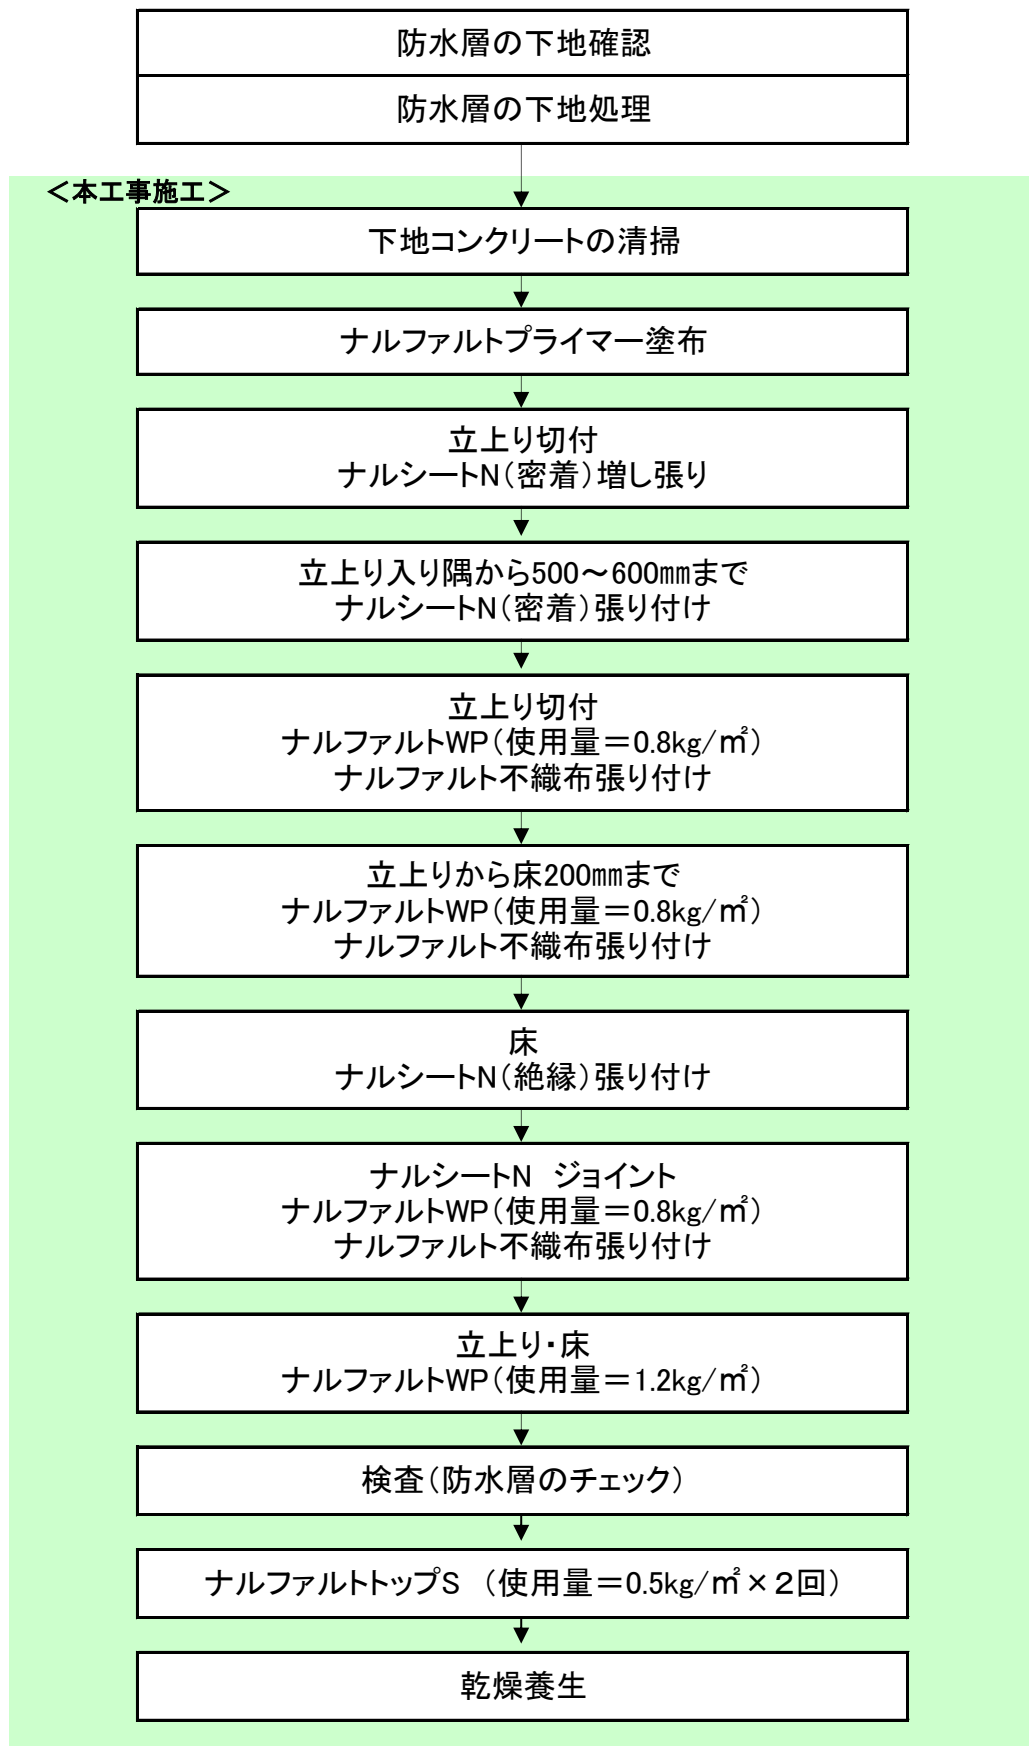 防水層の下地確認
防水層の下地処理
＜本工事施工＞
下地コンクリートの清掃
ナルファルトプライマー塗布
立上り切付
ナルシートN（密着）増し張り
立上り入り隅から500～600㎜まで
ナルシートN（密着）張り付け
立上り切付
ナルファルトWP（使用量＝0.8kg/㎡）
ナルファルト不織布張り付け
立上りから床200㎜まで
ナルファルトWP（使用量＝0.8kg/㎡）
ナルファルト不織布張り付け
床
ナルシートN（絶縁）張り付け
ナルシートN　ジョイント
ナルファルトWP（使用量＝0.8kg/㎡）
ナルファルト不織布張り付け
立上り・床
ナルファルトWP（使用量＝1.2kg/㎡）
検査（防水層のチェック）
ナルファルトトップS　（使用量＝0.5kg/㎡×２回）
乾燥養生